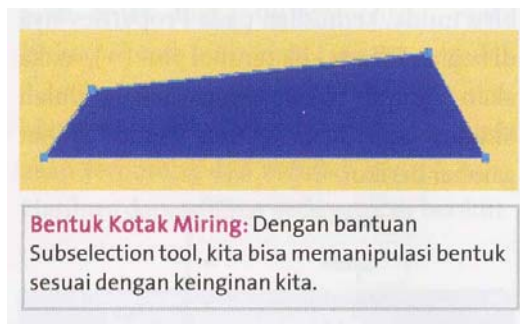 Bentuk Kotak Miring: Dengan bantuan
Subselection tool, kita bisa memanipulasi bentuk
sesuai dengan keinginan kita.